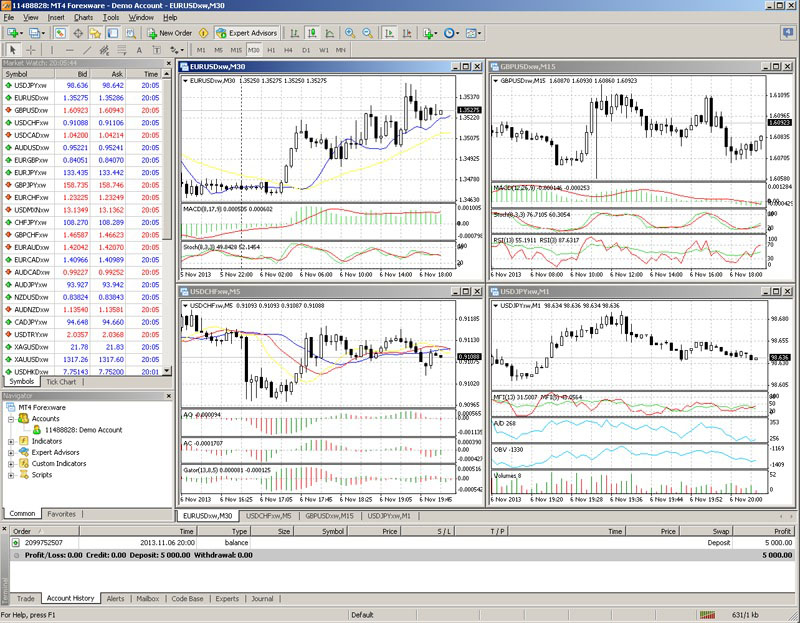 11488828: MT4 Forexware - Demo Account - EURUSDxw,M30
File View Insert Charts Tools Window Help
New Order Expert Advisors
M1 M5 M15 M30 H1 H4 D1 W1 MN
Market Watch: 20:05:44
Symbol Bid Ask Time
USDJPYxw 98.636 98.642 20:05
EURUSDxw 1.35275 1.35286 20:05
GBPUSDxw 1.60923 1.60943 20:05
USDCHFxw 0.91088 0.91106 20:05
USDCADxw 1.04200 1.04214 20:05
AUDUSDxw 0.95221 0.95241 20:05
EURGBPxw 0.84051 0.84070 20:05
EURJPYxw 133.435 133.442 20:05
GBPJPYxw 158.735 158.746 20:05
EURCHFxw 1.23225 1.23249 20:05
USDMXNxw 13.1349 13.1362 20:05
CHFJPYxw 108.270 108.289 20:05
GBPCHFxw 1.46587 1.46623 20:05
EURAUDxw 1.42042 1.42070 20:05
EURCADxw 1.40966 1.40989 20:05
AUDCADxw 0.99227 0.99252 20:05
AUDJPYxw 93.927 93.942 20:05
NZDUSDxw 0.83824 0.83843 20:05
AUDNZDxw 1.13540 1.13581 20:05
CADJPYxw 94.648 94.660 20:05
USDTRYxw 2.0357 2.0368 20:05
XAGUSDxw 21.78 21.83 20:05
XAUUSDxw 1317.26 1317.60 20:05
USDHKDxw 7.75143 7.75200 20:01
Symbols Tick Chart
Navigator
MT4 Forexware
Accounts
11488828: Demo Account
Indicators
Expert Advisors
Custom Indicators
Scripts
Common Favorites
EURUSDxw,M30
EURUSDxw,M30 1.35250 1.35275 1.35250 1.35275
1.35370
1.35275
1.35220
1.35075
1.34925
1.34780
1.34630
MACD(8,17,9) 0.000505 0.000602
0.001005
0.00
-0.000798
Stoch(8,3,3) 49.8428 52.1464
5 Nov 2013 5 Nov 22:00 6 Nov 02:00 6 Nov 06:00 6 Nov 10:00 6 Nov 14:00 6 Nov 18:00
GBPUSDxw,M15
GBPUSDxw,M15 1.60870 1.60930 1.60860 1.60923
1.61095
1.60965
1.60923
1.60835
1.60705
1.60580
MACD(12,26,9) -0.000146 -0.000253
0.001284
Stoch(8,3,3) 76.7105 60.3054
RSI(13) 55.1911 RSI(3) 87.6317
6 Nov 2013 6 Nov 08:00 6 Nov 10:00 6 Nov 12:00 6 Nov 14:00 6 Nov 16:00 6 Nov 18:00
USDCHFxw,M5
USDCHFxw,M5 0.91093 0.91093 0.91087 0.91088
0.91185
0.91130
0.91088
0.91020
0.90965
AO -0.000094
0.000565
-0.001135
AC -0.0001707
0.000390
-0.000427
Gator(13,8,5) 0.000081 -0.000125
0.000516
-0.000542
6 Nov 2013 6 Nov 16:25 6 Nov 17:05 6 Nov 17:45 6 Nov 18:25 6 Nov 19:05 6 Nov 19:45
USDJPYxw,M1
USDJPYxw,M1 98.634 98.636 98.634 98.636
98.680
98.655
98.636
98.605
MFI(13) 31.5007
A/D 268
353
256
OBV -1330
-1169
-1409
Volumes 8
52
0
6 Nov 2013 6 Nov 19:20 6 Nov 19:28 6 Nov 19:36 6 Nov 19:44 6 Nov 19:52 6 Nov 20:00
EURUSDxw,M30 USDCHFxw,M5 GBPUSDxw,M15 USDJPYxw,M1
Order Time Type Size Symbol Price S / L T / P Time Price Swap Profit
2099752507 2013.11.06 20:00 balance Deposit 5 000.00
Profit/Loss: 0.00 Credit: 0.00 Deposit: 5 000.00 Withdrawal: 0.00 5 000.00
Terminal
Trade Account History Alerts Mailbox Code Base Experts Journal
For Help, press F1 Default 631/1 kb